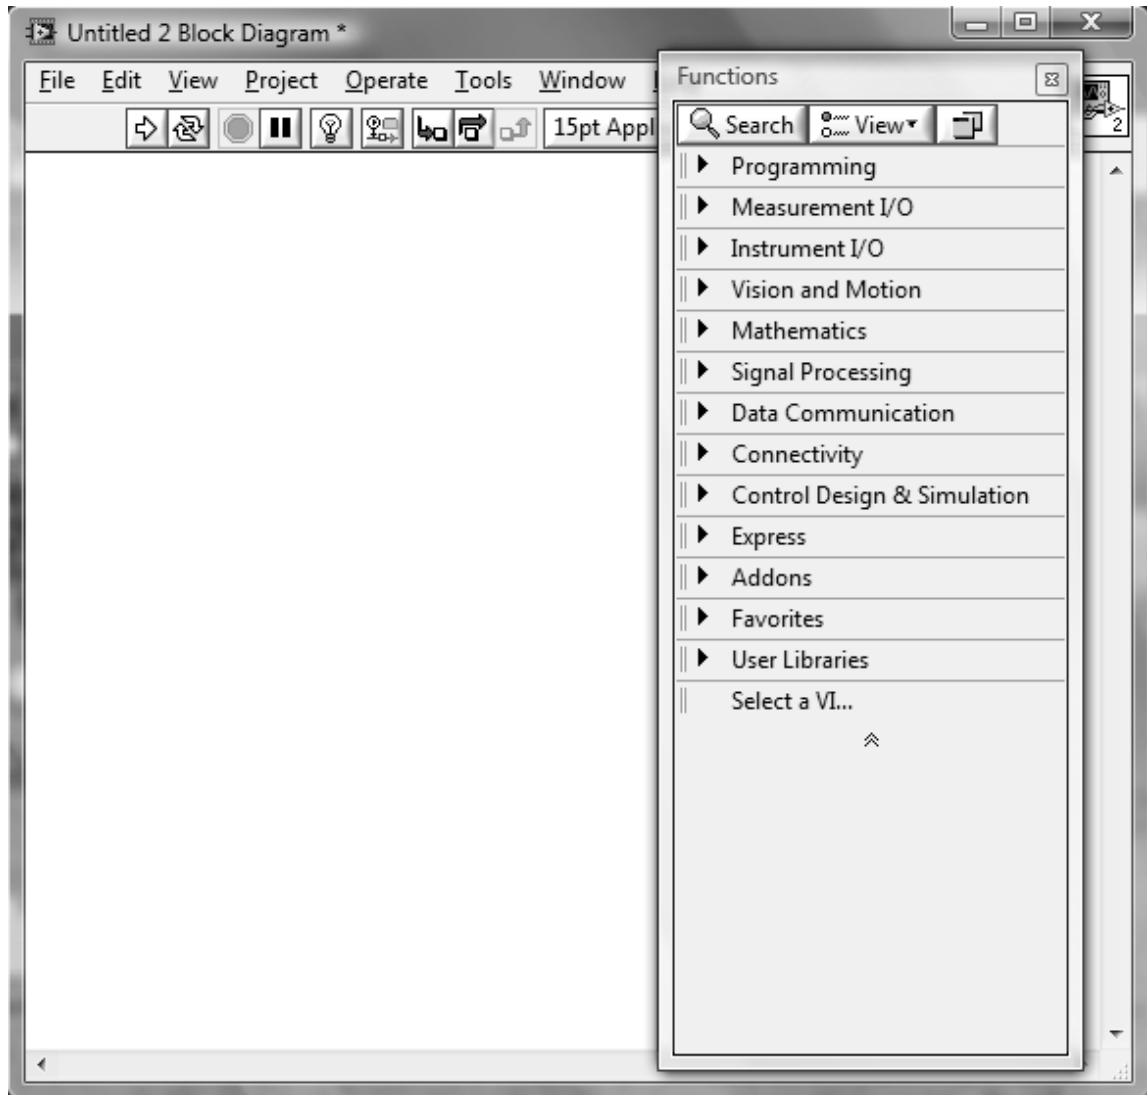 Untitled 2 Block Diagram *
File Edit View Project Operate Tools Window
15pt Appl
2
Functions
Search View
Programming
Measurement I/O
Instrument I/O
Vision and Motion
Mathematics
Signal Processing
Data Communication
Connectivity
Control Design & Simulation
Express
Addons
Favorites
User Libraries
Select a VI...